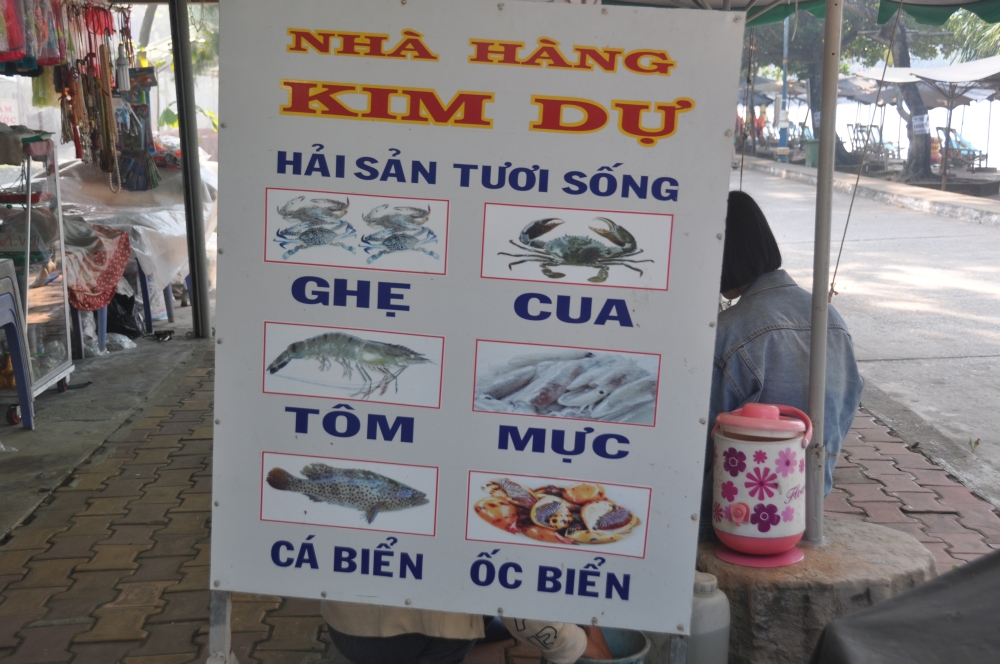 NHÀ HÀNG
KIM DỰ
HẢI SẢN TƯƠI SỐNG
GHẸ CUA
TÔM MỰC
CÁ BIỂN ỐC BIỂN